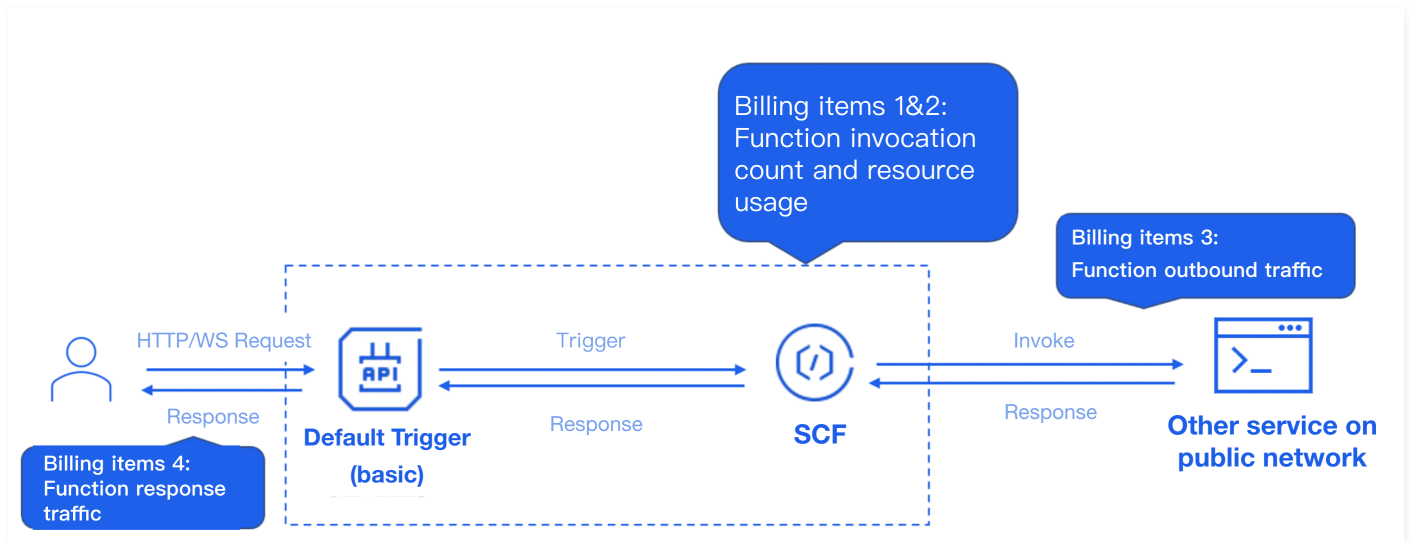 Billing items 1&2:
Function invocation
count and resource
usage
Billing items 3:
Function outbound traffic
HTTP/WS Request
Trigger
Invoke
API
Response
Response
Response
Default Trigger
(basic)
SCF
Other service on
public network
Billing items 4:
Function response
traffic